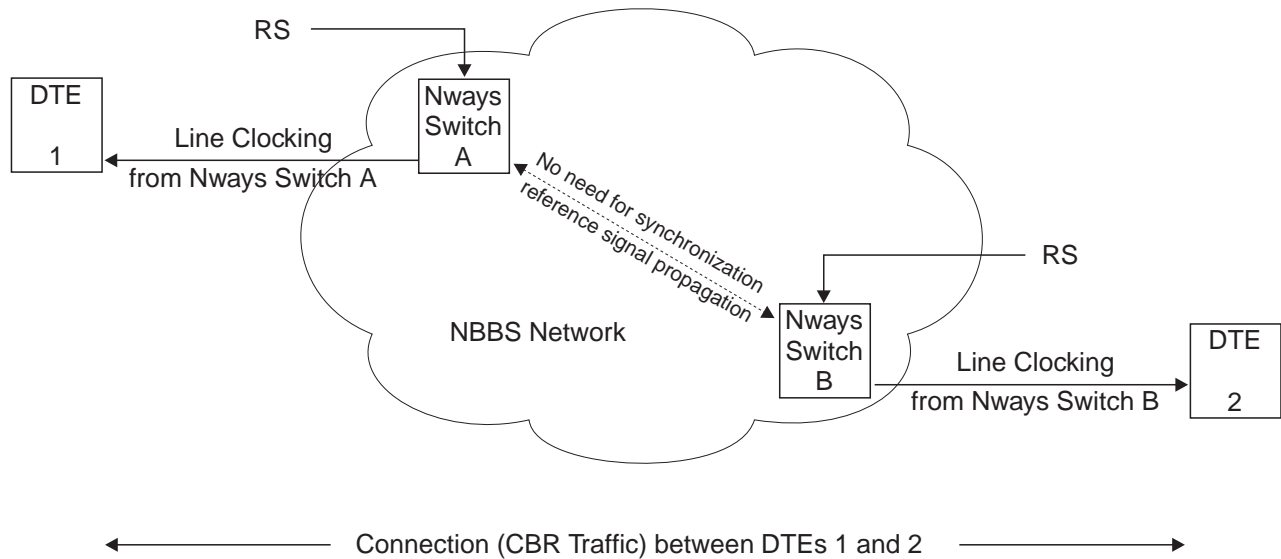 RS
DTE
1
Nways
Switch
A
Line Clocking
from Nways Switch A
No need for synchronization
reference signal propagation
RS
NBBS Network
Nways
Switch
B
Line Clocking
from Nways Switch B
DTE
2
Connection (CBR Traffic) between DTEs 1 and 2